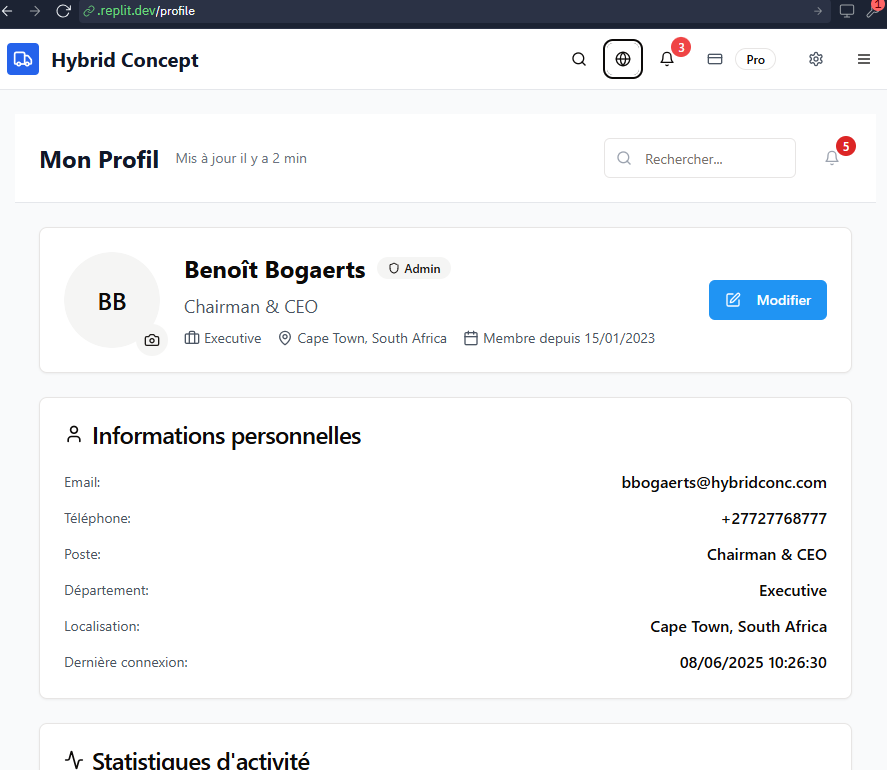 .replit.dev/profile
1
Hybrid Concept
3
Pro
Mon Profil
Mis à jour il y a 2 min
Rechercher...
5
BB
Benoît Bogaerts
Admin
Chairman & CEO
Executive
Cape Town, South Africa
Membre depuis 15/01/2023
Modifier
Informations personnelles
Email: bbogaerts@hybridconc.com
Téléphone: +27727768777
Poste: Chairman & CEO
Département: Executive
Localisation: Cape Town, South Africa
Dernière connexion: 08/06/2025 10:26:30
Statistiques d'activité